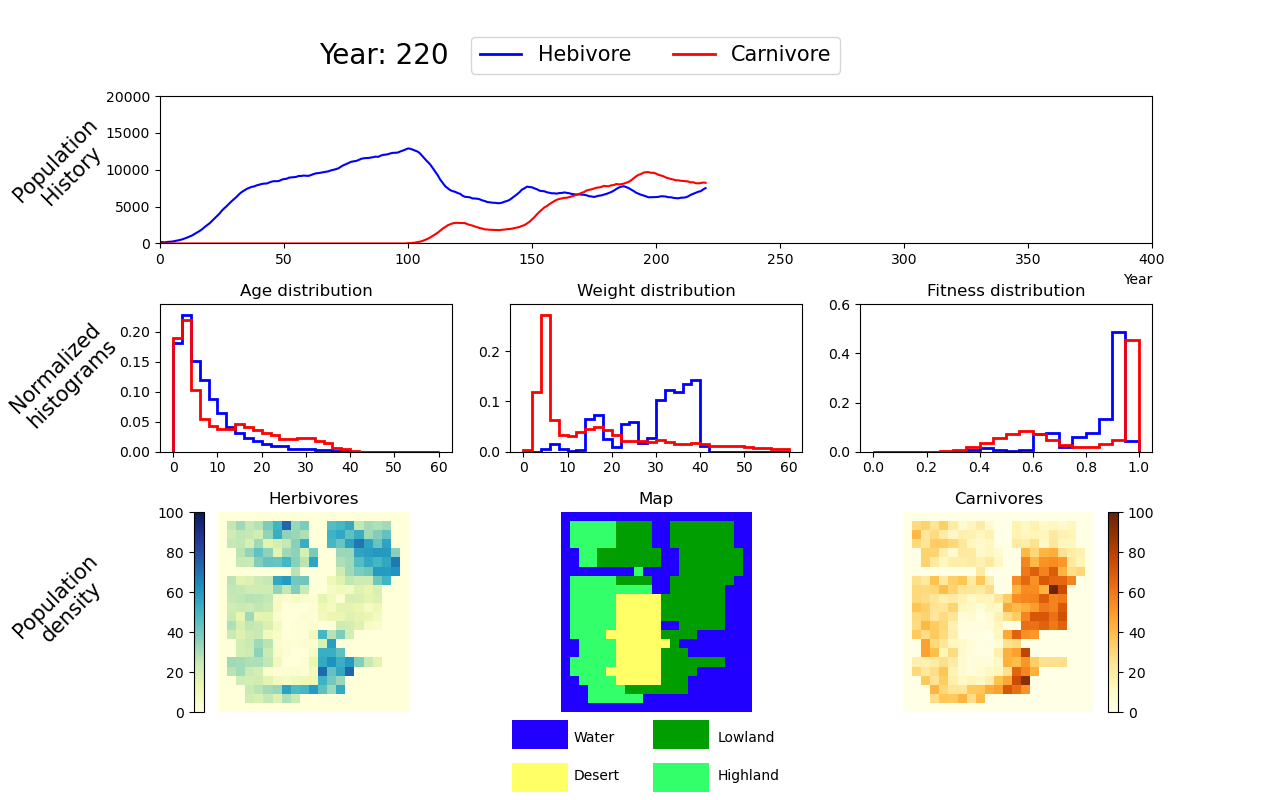 Year: 220
Hebivore
Carnivore
Population
History
20000
15000
10000
5000
0
0 50 100 150 200 250 300 350 400
Year
Normalized
histograms
Age distribution
0.20
0.15
0.10
0.05
0.00
0 10 20 30 40 50 60
Weight distribution
0.2
0.1
0.0
0 10 20 30 40 50 60
Fitness distribution
0.6
0.4
0.2
0.0
0.0 0.2 0.4 0.6 0.8 1.0
Population
density
Herbivores
100
80
60
40
20
0
Map
Carnivores
100
80
60
40
20
0
Water
Lowland
Desert
Highland